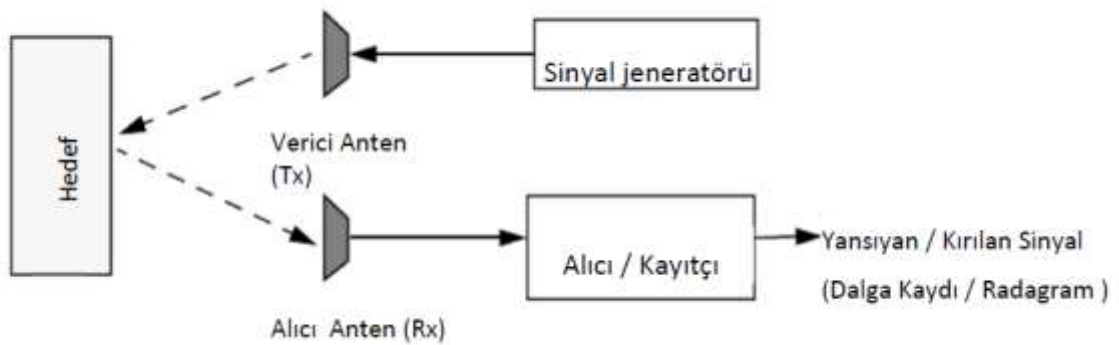 Sinyal jeneratörü
Hedef
Verici Anten
(Tx)
Alıcı / Kayıtçı
Yansıyan / Kırılan Sinyal
(Dalga Kaydı / Radagram )
Alıcı Anten (Rx)